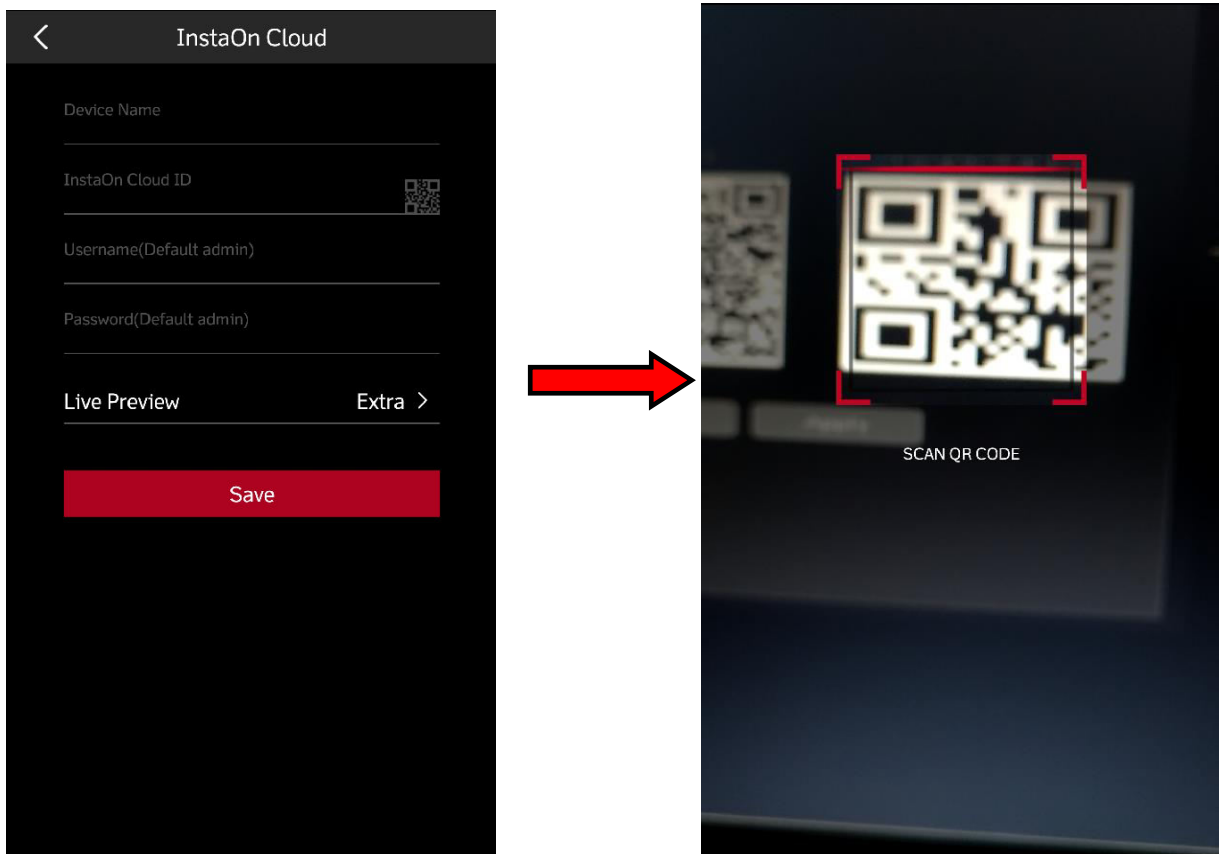 InstaOn Cloud
Device Name
InstaOn Cloud ID
Username(Default admin)
Password(Default admin)
Live Preview Extra >
Save
SCAN QR CODE